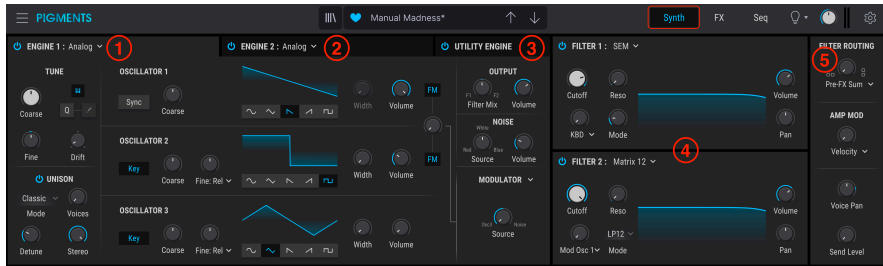 PIGMENTS
Manual Madness*
Synth FX Seq
ENGINE 1 : Analog 1
ENGINE 2 : Analog 2
UTILITY ENGINE 3
FILTER 1 : SEM
FILTER ROUTING
5
TUNE
OSCILLATOR 1
OUTPUT
Sync
Coarse
Coarse
Width Volume
FM
F1 F2
Filter Mix Volume
Cutoff Reso
Volume
Pre-FX Sum
Q
NOISE
White
Red Blue
Source Volume
KBD Mode
Pan
AMP MOD
Velocity
Fine Drift
OSCILLATOR 2
Key
Coarse Fine: Rel
Width Volume
FM
4
FILTER 2 : Matrix 12
UNISON
Classic
Mode Voices
MODULATOR
Cutoff Reso
Volume
Voice Pan
OSCILLATOR 3
Key
Coarse Fine: Rel
Width Volume
Noise
Source
LP12
Mod Osc 1 Mode
Pan
Detune Stereo
Send Level